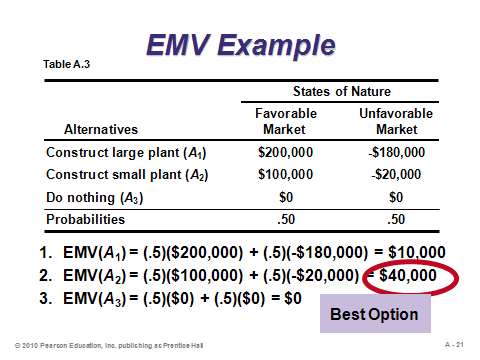 EMV Example
Table A.3
States of Nature
Favorable Unfavorable
Alternatives Market Market
Construct large plant (A1) $200,000 -$180,000
Construct small plant (A2) $100,000 -$20,000
Do nothing (A3) $0 $0
Probabilities .50 .50
1. EMV(A1) = (.5)($200,000) + (.5)(-$180,000) = $10,000
2. EMV(A2) = (.5)($100,000) + (.5)(-$20,000) = $40,000
3. EMV(A3) = (.5)($0) + (.5)($0) = $0
Best Option
© 2010 Pearson Education, Inc. publishing as Prentice Hall A - 21